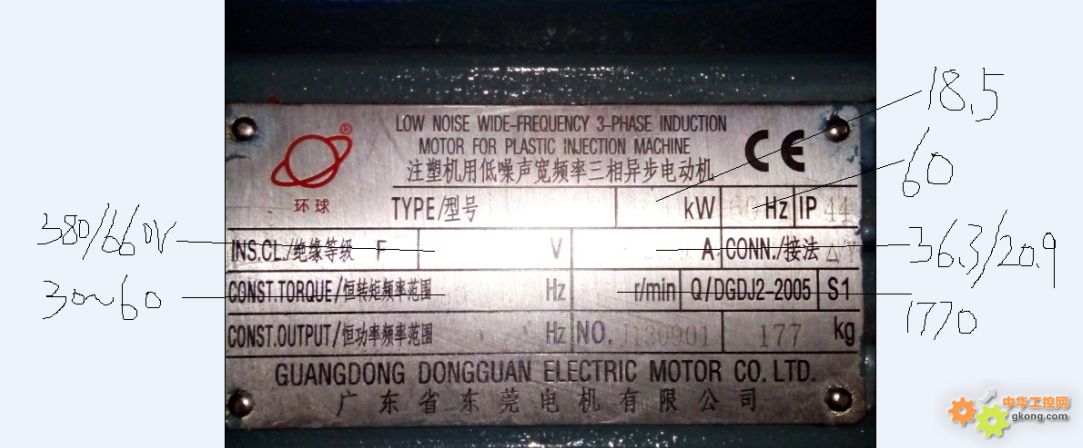 LOW NOISE WIDE-FREQUENCY 3-PHASE INDUCTION
MOTOR FOR PLASTIC INJECTION MACHINE
注塑机用低噪声宽频率三相异步电动机
CE
®
环球
18.5
60
TYPE/型号 kW 60 Hz IP 44
380/660V
INS.CL./绝缘等级 F V A CONN./接法 △/Y
36.3/20.9
30~60
CONST.TORQUE/恒转矩频率范围 Hz r/min Q/DGDJ2-2005 S1
1770
CONST.OUTPUT/恒功率频率范围 Hz NO. J130901 177 kg
GUANGDONG DONGGUAN ELECTRIC MOTOR CO.LTD.
广东省东莞电机有限公司
中华工控网
gkong.com